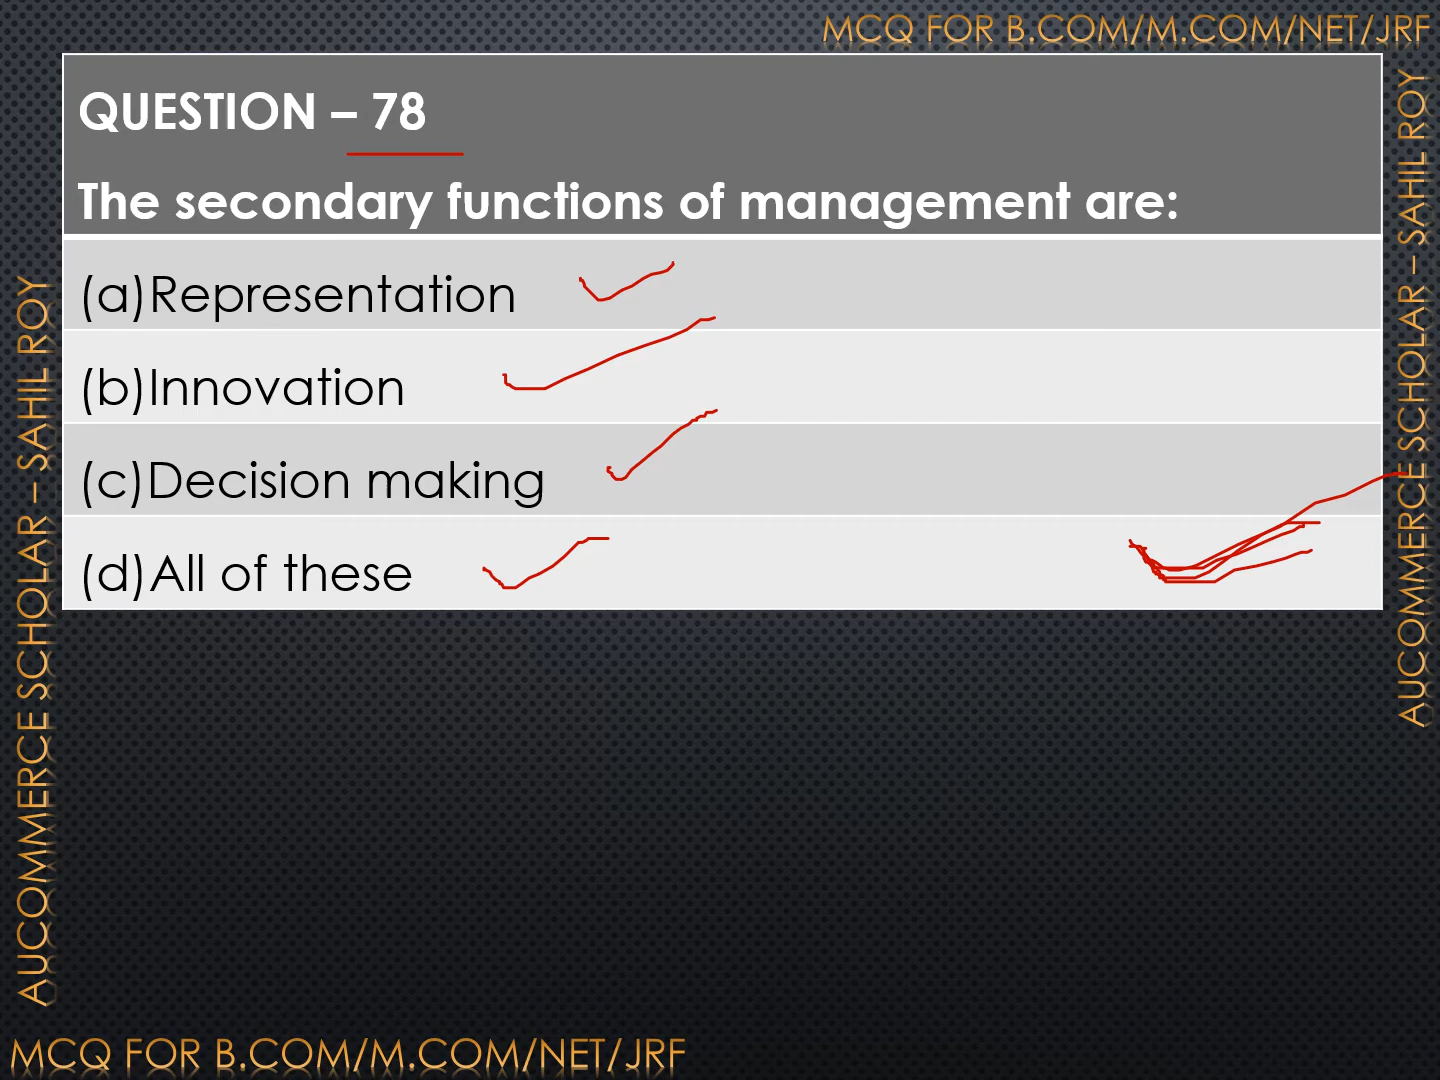 MCQ FOR B.COM/M.COM/NET/JRF
QUESTION – 78
The secondary functions of management are:
(a)Representation
(b)Innovation
(c)Decision making
(d)All of these
AUCOMMERCE SCHOLAR – SAHIL ROY
AUCOMMERCE SCHOLAR – SAHIL ROY
MCQ FOR B.COM/M.COM/NET/JRF